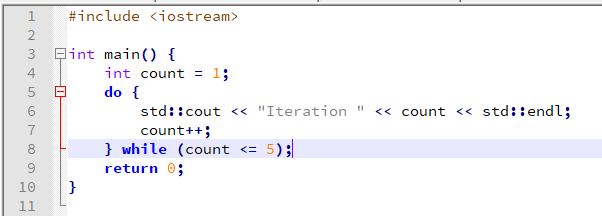 1 #include <iostream>
2
3 int main() {
4     int count = 1;
5     do {
6         std::cout << "Iteration " << count << std::endl;
7         count++;
8     } while (count <= 5);
9     return 0;
10 }
11